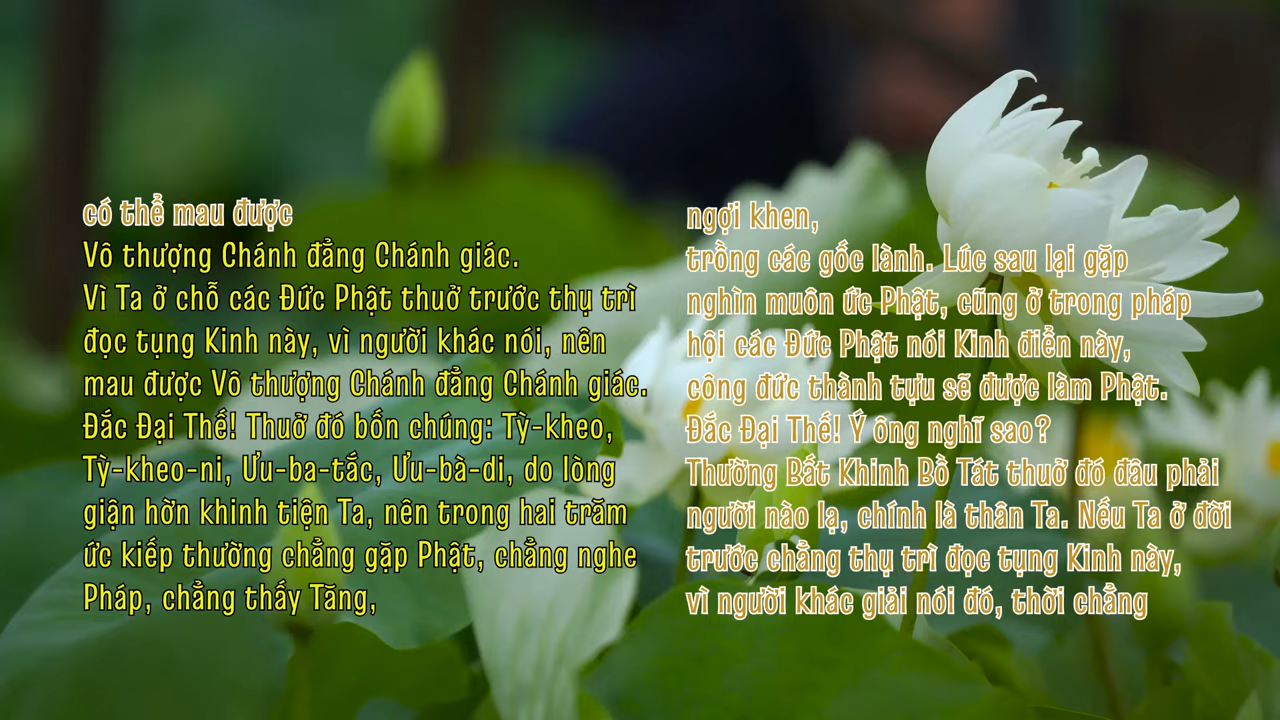 có thể mau được
Vô thượng Chánh đẳng Chánh giác.
Vì Ta ở chỗ các Đức Phật thuở trước thụ trì
đọc tụng Kinh này, vì người khác nói, nên
mau được Vô thượng Chánh đẳng Chánh giác.
Đắc Đại Thế! Thuở đó bốn chúng: Tỳ-kheo,
Tỳ-kheo-ni, Ưu-ba-tắc, Ưu-bà-di, do lòng
giận hờn khinh tiện Ta, nên trong hai trăm
ức kiếp thường chẳng gặp Phật, chẳng nghe
Pháp, chẳng thấy Tăng,
ngợi khen,
trồng các gốc lành. Lúc sau lại gặp
nghìn muôn ức Phật, cũng ở trong pháp
hội các Đức Phật nói Kinh điển này,
công đức thành tựu sẽ được làm Phật.
Đắc Đại Thế! Ý ông nghĩ sao?
Thường Bất Khinh Bồ Tát thuở đó đâu phải
người nào lạ, chính là thân Ta. Nếu Ta ở đời
trước chẳng thụ trì đọc tụng Kinh này,
vì người khác giải nói đó, thời chẳng